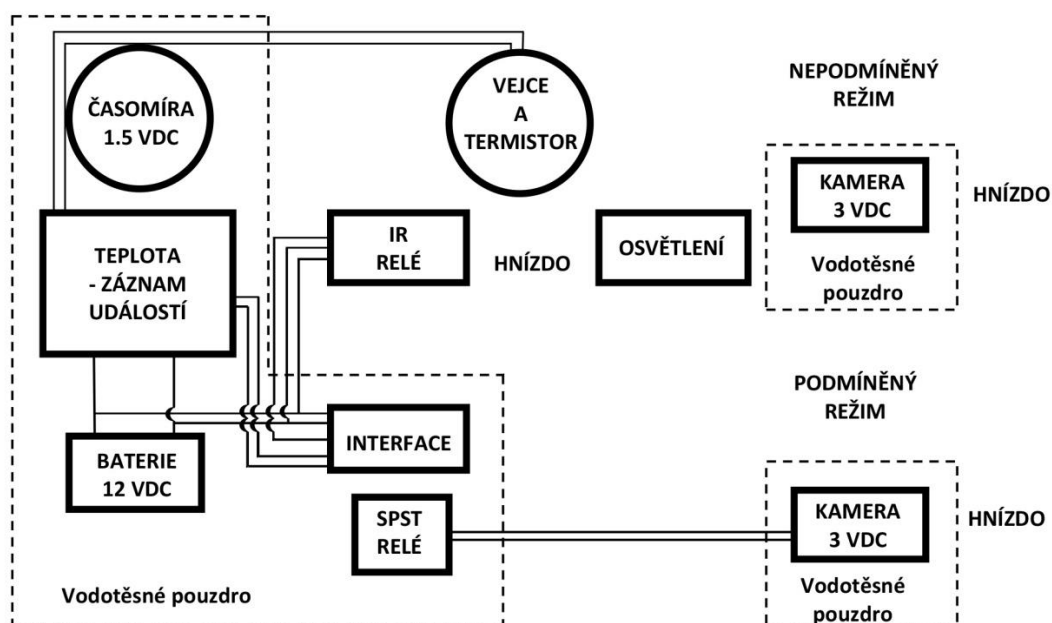 ČASOMÍRA
1.5 VDC
VEJCE
A
TERMISTOR
NEPODMÍNĚNÝ
REŽIM
KAMERA
3 VDC
HNÍZDO
Vodotěsné
pouzdro
TEPLOTA
- ZÁZNAM
UDÁLOSTÍ
IR
RELÉ
HNÍZDO
OSVĚTLENÍ
PODMÍNĚNÝ
REŽIM
BATERIE
12 VDC
INTERFACE
SPST
RELÉ
KAMERA
3 VDC
HNÍZDO
Vodotěsné
pouzdro
Vodotěsné pouzdro